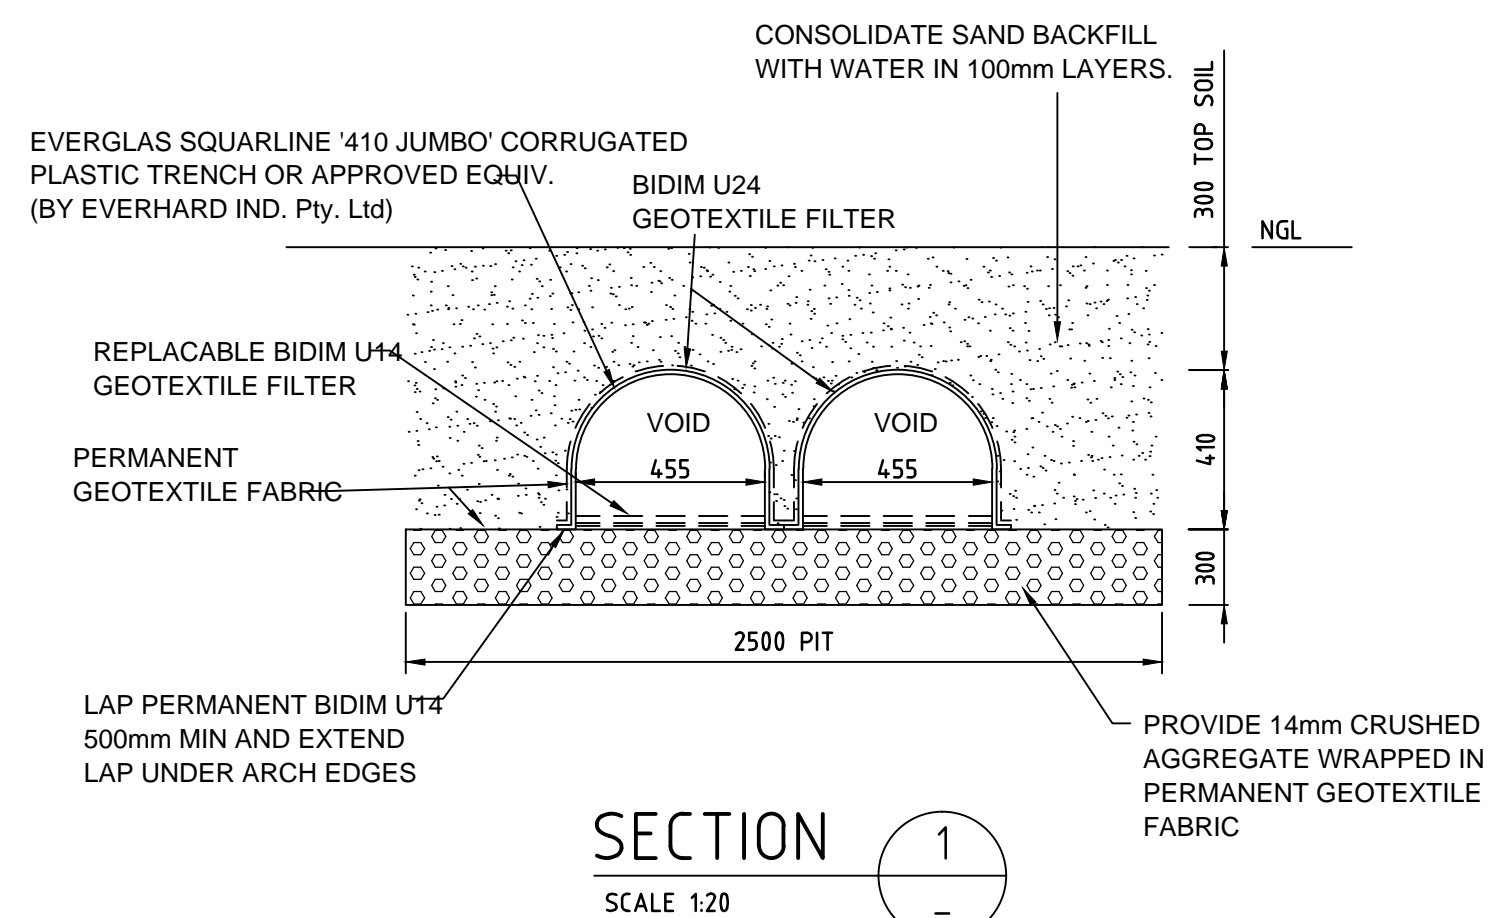 CONSOLIDATE SAND BACKFILL
WITH WATER IN 100mm LAYERS.
300 TOP SOIL
EVERGLAS SQUARLINE '410 JUMBO' CORRUGATED
PLASTIC TRENCH OR APPROVED EQUIV.
(BY EVERHARD IND. Pty. Ltd)
BIDIM U24
GEOTEXTILE FILTER
NGL
REPLACABLE BIDIM U14
GEOTEXTILE FILTER
VOID
VOID
455
455
410
PERMANENT
GEOTEXTILE FABRIC
300
2500 PIT
LAP PERMANENT BIDIM U14
500mm MIN AND EXTEND
LAP UNDER ARCH EDGES
PROVIDE 14mm CRUSHED
AGGREGATE WRAPPED IN
PERMANENT GEOTEXTILE
FABRIC
SECTION
1
SCALE 1:20
–